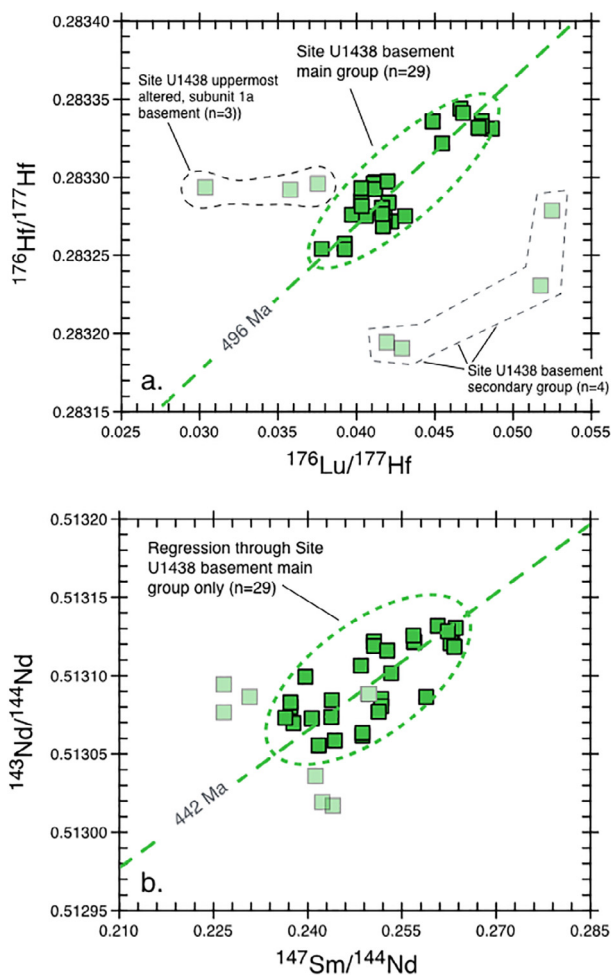 0.28340
0.28335
0.28330
0.28325
0.28320
0.28315
176Hf/177Hf
Site U1438 uppermost
altered, subunit 1a
basement (n=3))
Site U1438 basement
main group (n=29)
496 Ma
Site U1438 basement
secondary group (n=4)
a.
0.025 0.030 0.035 0.040 0.045 0.050 0.055
176Lu/177Hf
0.51320
0.51315
0.51310
0.51305
0.51300
0.51295
143Nd/144Nd
Regression through Site
U1438 basement main
group only (n=29)
442 Ma
b.
0.210 0.225 0.240 0.255 0.270 0.285
147Sm/144Nd